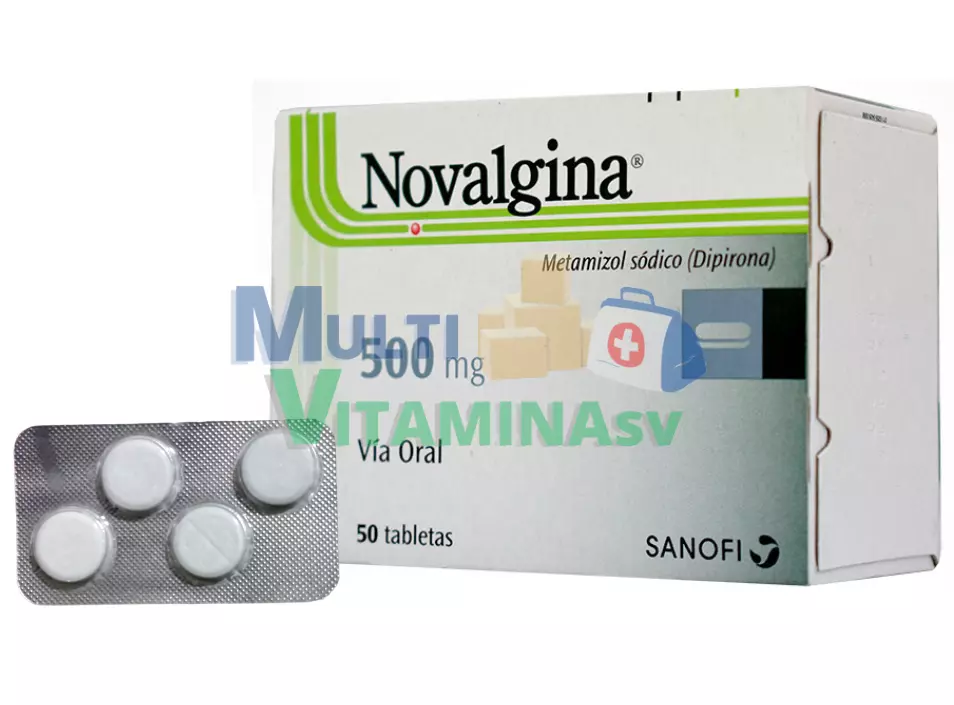 Novalgina®
Metamizol sódico (Dipirona)
MULTI
VITAMINASV
500 mg
Vía Oral
50 tabletas
SANOFI